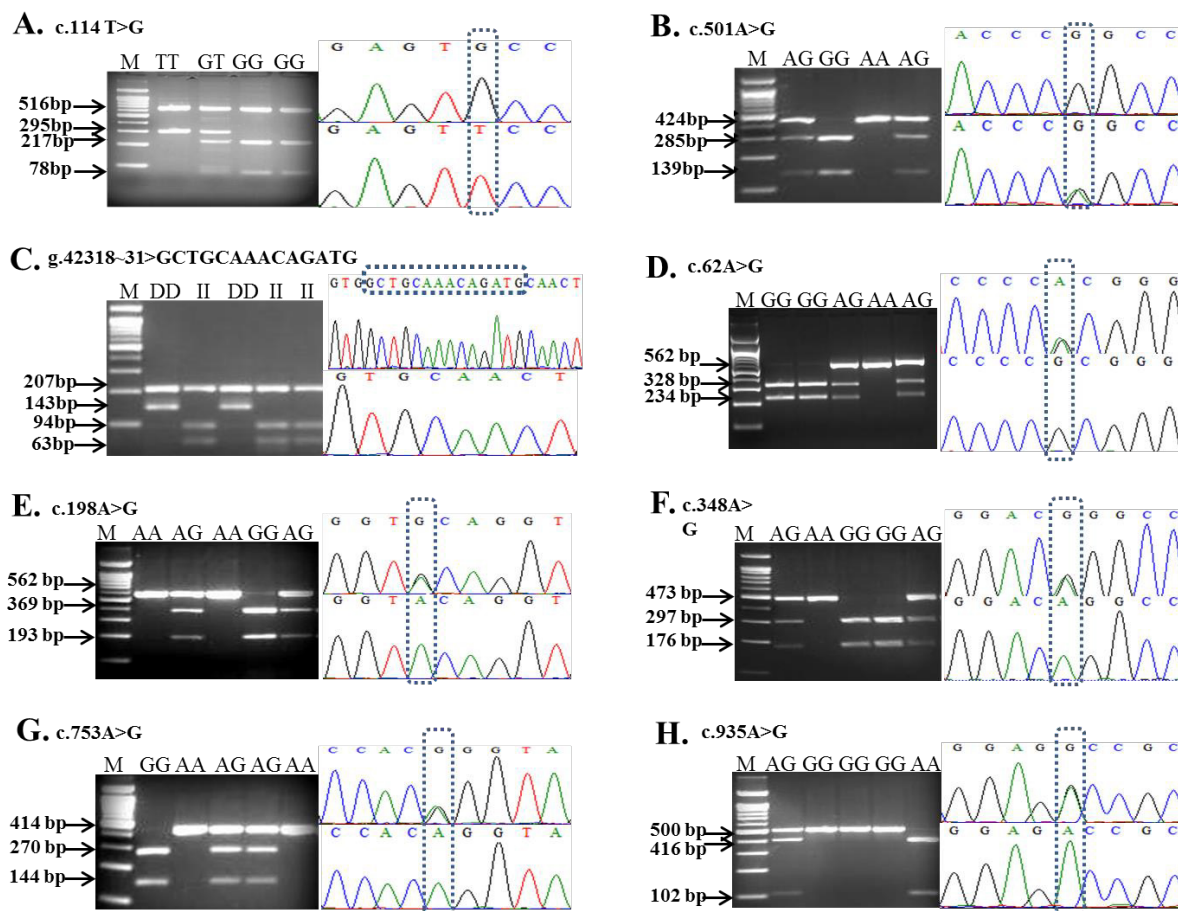 A. c.114 T>G
M TT GT GG GG
516bp
295bp
217bp
78bp
G A G T G C C
G A G T T C C
B. c.501A>G
M AG GG AA AG
424bp
285bp
139bp
A C C C G G C C
A C C C G G C C
C. g.42318~31>GCTGCAAACAGATG
M DD II DD II II
207bp
143bp
94bp
63bp
GTGGCTGCAAACAGATGCAACT
G T G C A A C T
D. c.62A>G
M GG GG AG AA AG
562 bp
328 bp
234 bp
C C C C A C G G G
C C C C G C G G G
E. c.198A>G
M AA AG AA GG AG
562 bp
369 bp
193 bp
G G T G C A G G T
G G T A C A G G T
F. c.348A>
G
M AG AA GG GG AG
473 bp
297 bp
176 bp
G G A C G G G C C
G G A C A G G C C
G. c.753A>G
M GG AA AG AG AA
414 bp
270 bp
144 bp
C C A C G G G T A
C C A C A G G T A
H. c.935A>G
M AG GG GG GG AA
500 bp
416 bp
102 bp
G G A G G C C G C
G G A G A C C G C